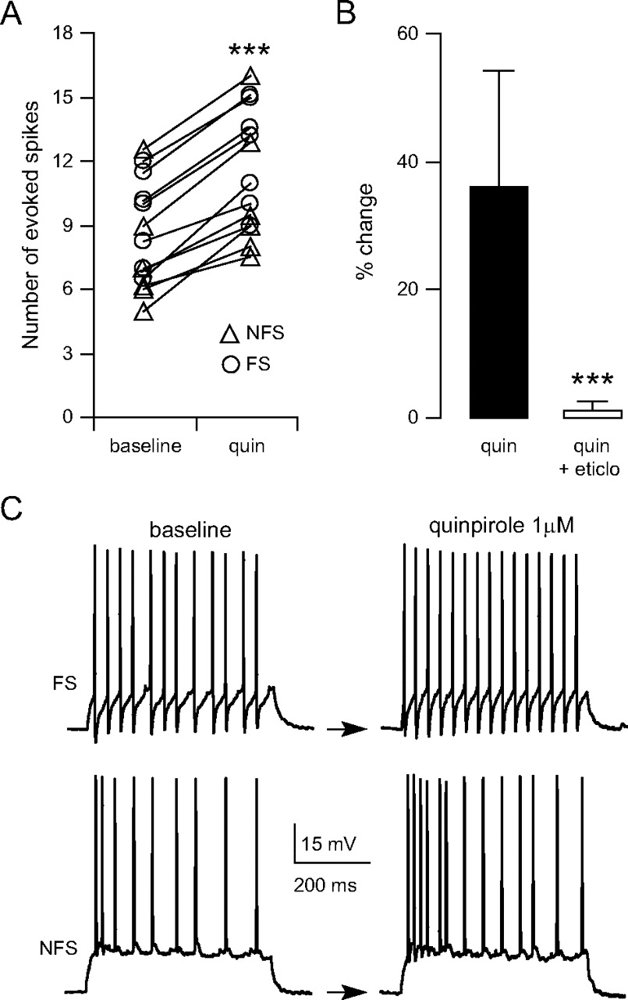 A
B
18
15
12
9
6
3
0
Number of evoked spikes
***
NFS
FS
baseline
quin
60
40
20
0
% change
***
quin
quin
+ eticlo
C
baseline
quinpirole 1μM
FS
15 mV
200 ms
NFS